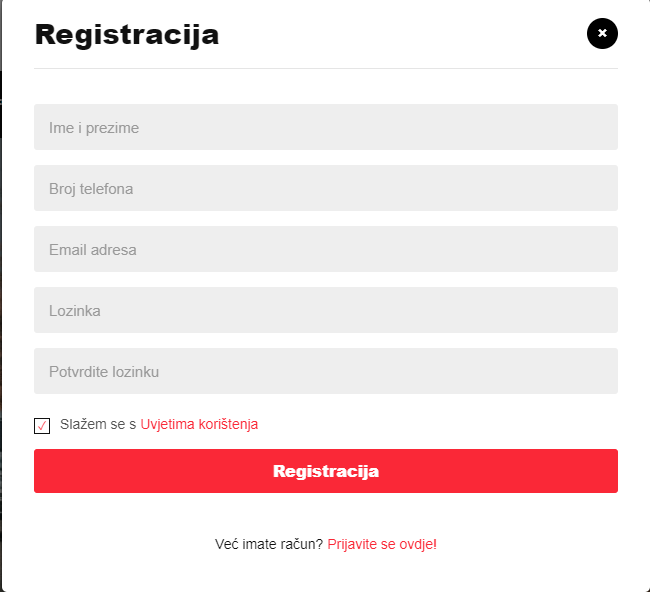 Registracija
Ime i prezime
Broj telefona
Email adresa
Lozinka
Potvrdite lozinku
Slažem se s Uvjetima korištenja
Registracija
Već imate račun? Prijavite se ovdje!